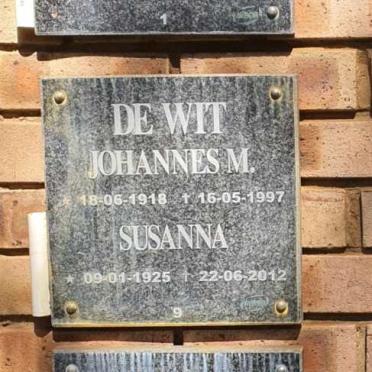 1
DE WIT
JOHANNES M.
* 18-06-1918 † 16-05-1997
SUSANNA
* 09-01-1925 † 22-06-2012
9